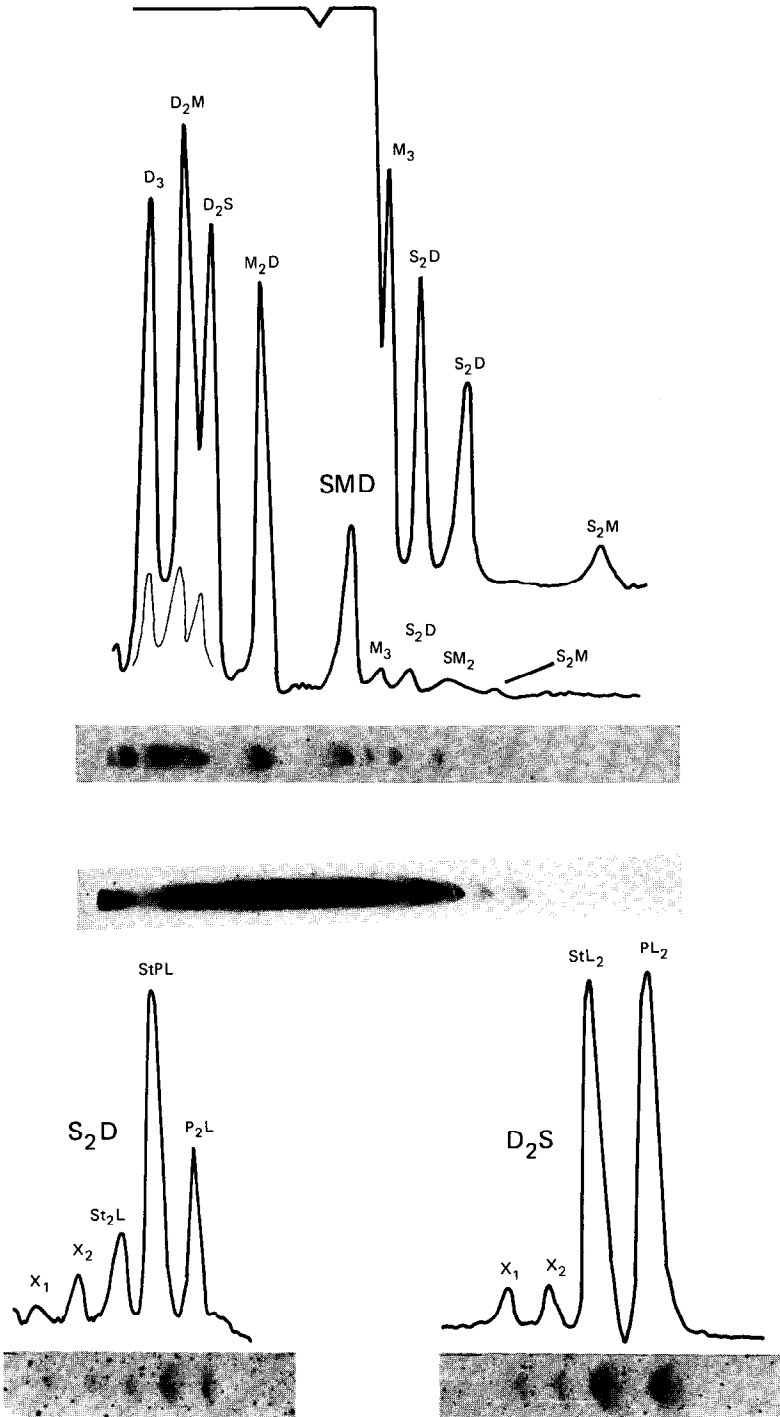 D₂M
M₃
D₃
D₂S
S₂D
M₂D
S₂D
SMD
S₂M
S₂D
M₃
SM₂
S₂M
StPL
StL₂
PL₂
S₂D
P₂L
D₂S
St₂L
X₂
X₁
X₁
X₂